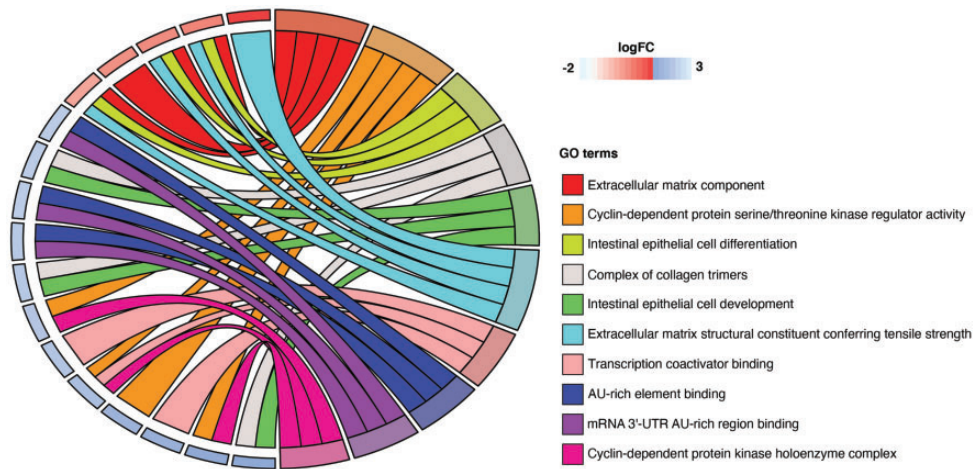 logFC
-2 3
GO terms
Extracellular matrix component
Cyclin-dependent protein serine/threonine kinase regulator activity
Intestinal epithelial cell differentiation
Complex of collagen trimers
Intestinal epithelial cell development
Extracellular matrix structural constituent conferring tensile strength
Transcription coactivator binding
AU-rich element binding
mRNA 3'-UTR AU-rich region binding
Cyclin-dependent protein kinase holoenzyme complex